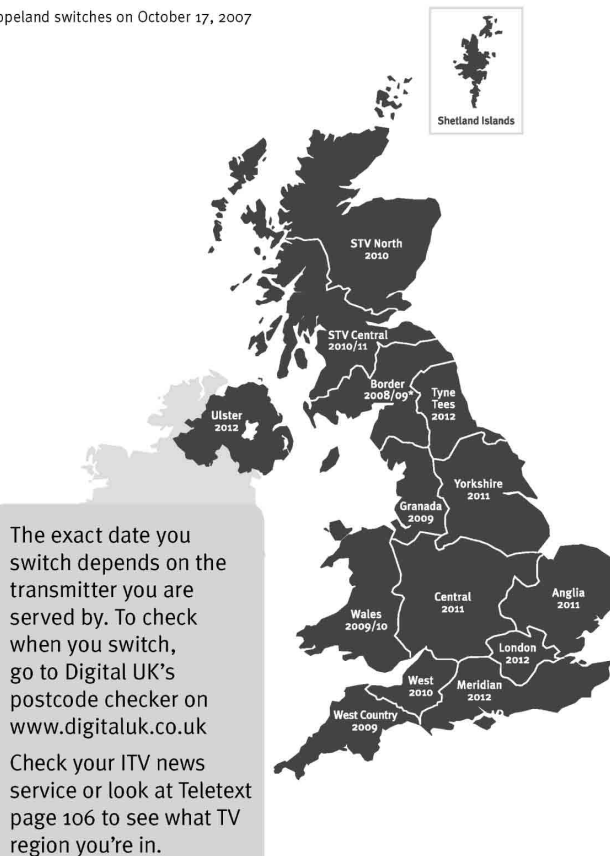 switches on October 17, 2007
Shetland Islands
STV North
2010
STV Central
2010/11
Border
2008/09*
Tyne
Tees
2012
Ulster
2012
Yorkshire
2011
Granada
2009
Central
2011
Anglia
2011
Wales
2009/10
London
2012
West
2010
Meridian
2012
West Country
2009
The exact date you
switch depends on the
transmitter you are
served by. To check
when you switch,
go to Digital UK's
postcode checker on
www.digitaluk.co.uk
Check your ITV news
service or look at Teletext
page 106 to see what TV
region you're in.